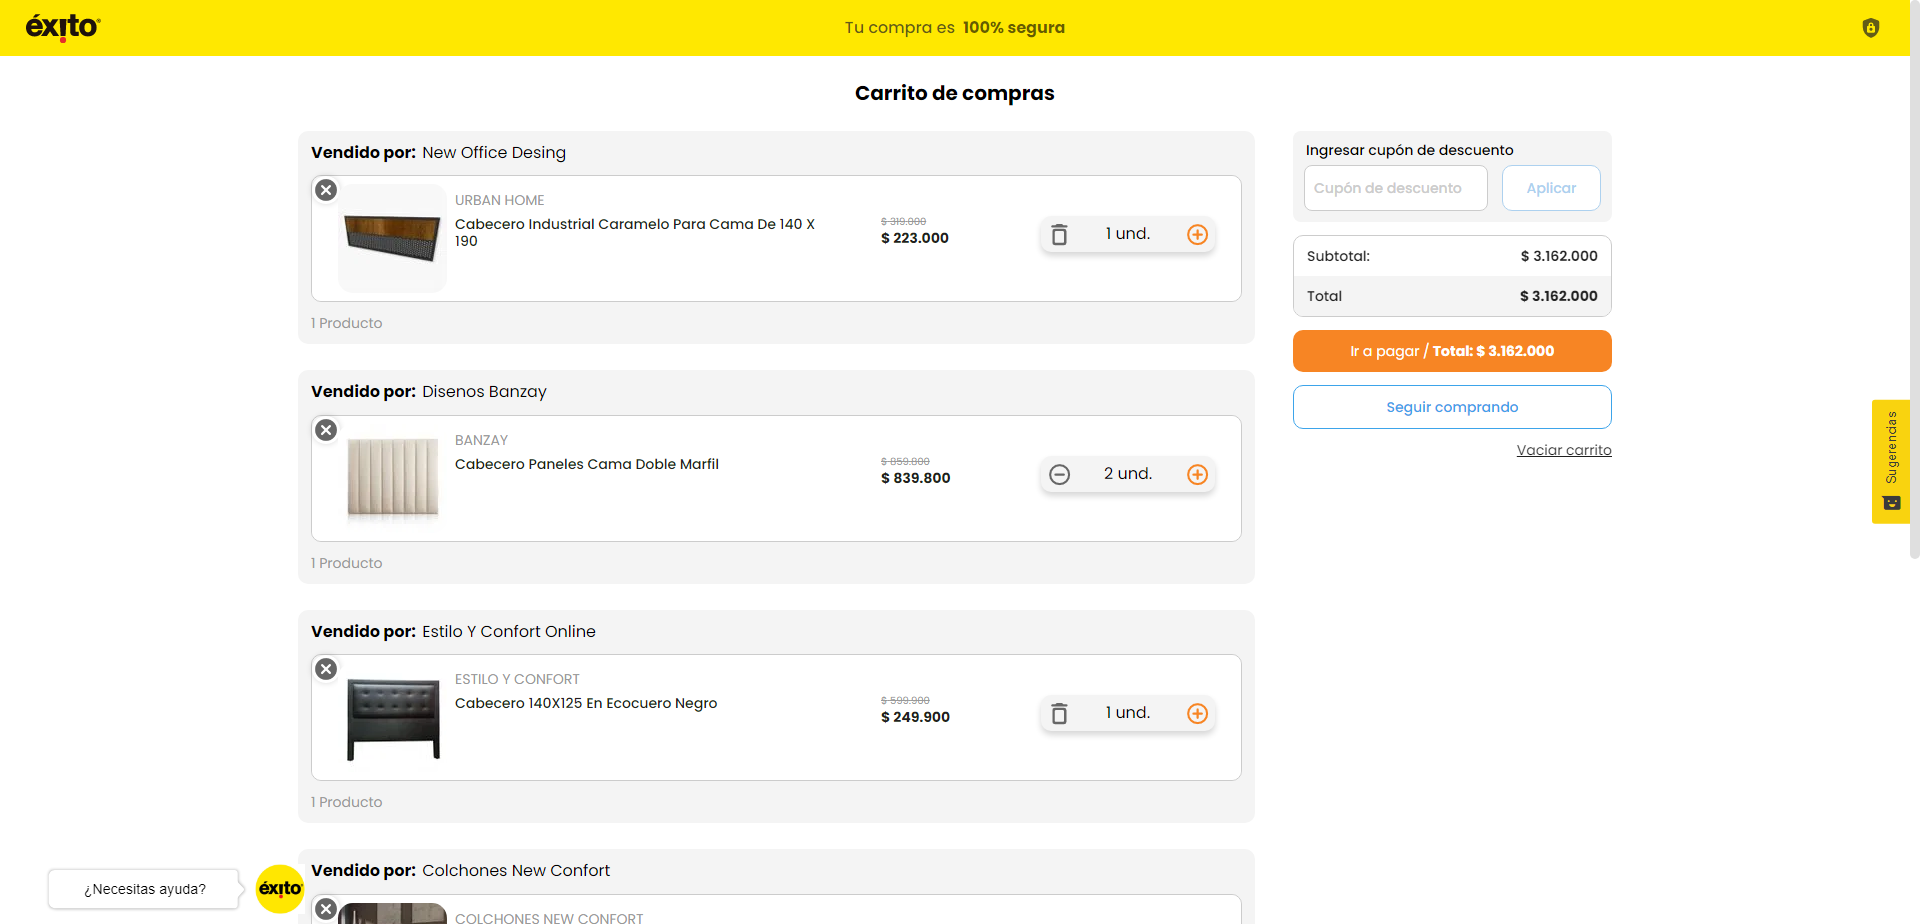 éxito
Tu compra es 100% segura
Carrito de compras
Vendido por: New Office Desing
URBAN HOME
Cabecero Industrial Caramelo Para Cama De 140 X
190
$ 319.000
$ 223.000
1 und.
1 Producto
Vendido por: Disenos Banzay
BANZAY
Cabecero Paneles Cama Doble Marfil
$ 859.800
$ 839.800
2 und.
1 Producto
Vendido por: Estilo Y Confort Online
ESTILO Y CONFORT
Cabecero 140X125 En Ecocuero Negro
$ 599.900
$ 249.900
1 und.
1 Producto
Vendido por: Colchones New Confort
COLCHONES NEW CONFORT
Ingresar cupón de descuento
Cupón de descuento
Aplicar
Subtotal: $ 3.162.000
Total $ 3.162.000
Ir a pagar / Total: $ 3.162.000
Seguir comprando
Vaciar carrito
Sugerencias
¿Necesitas ayuda?
éxito